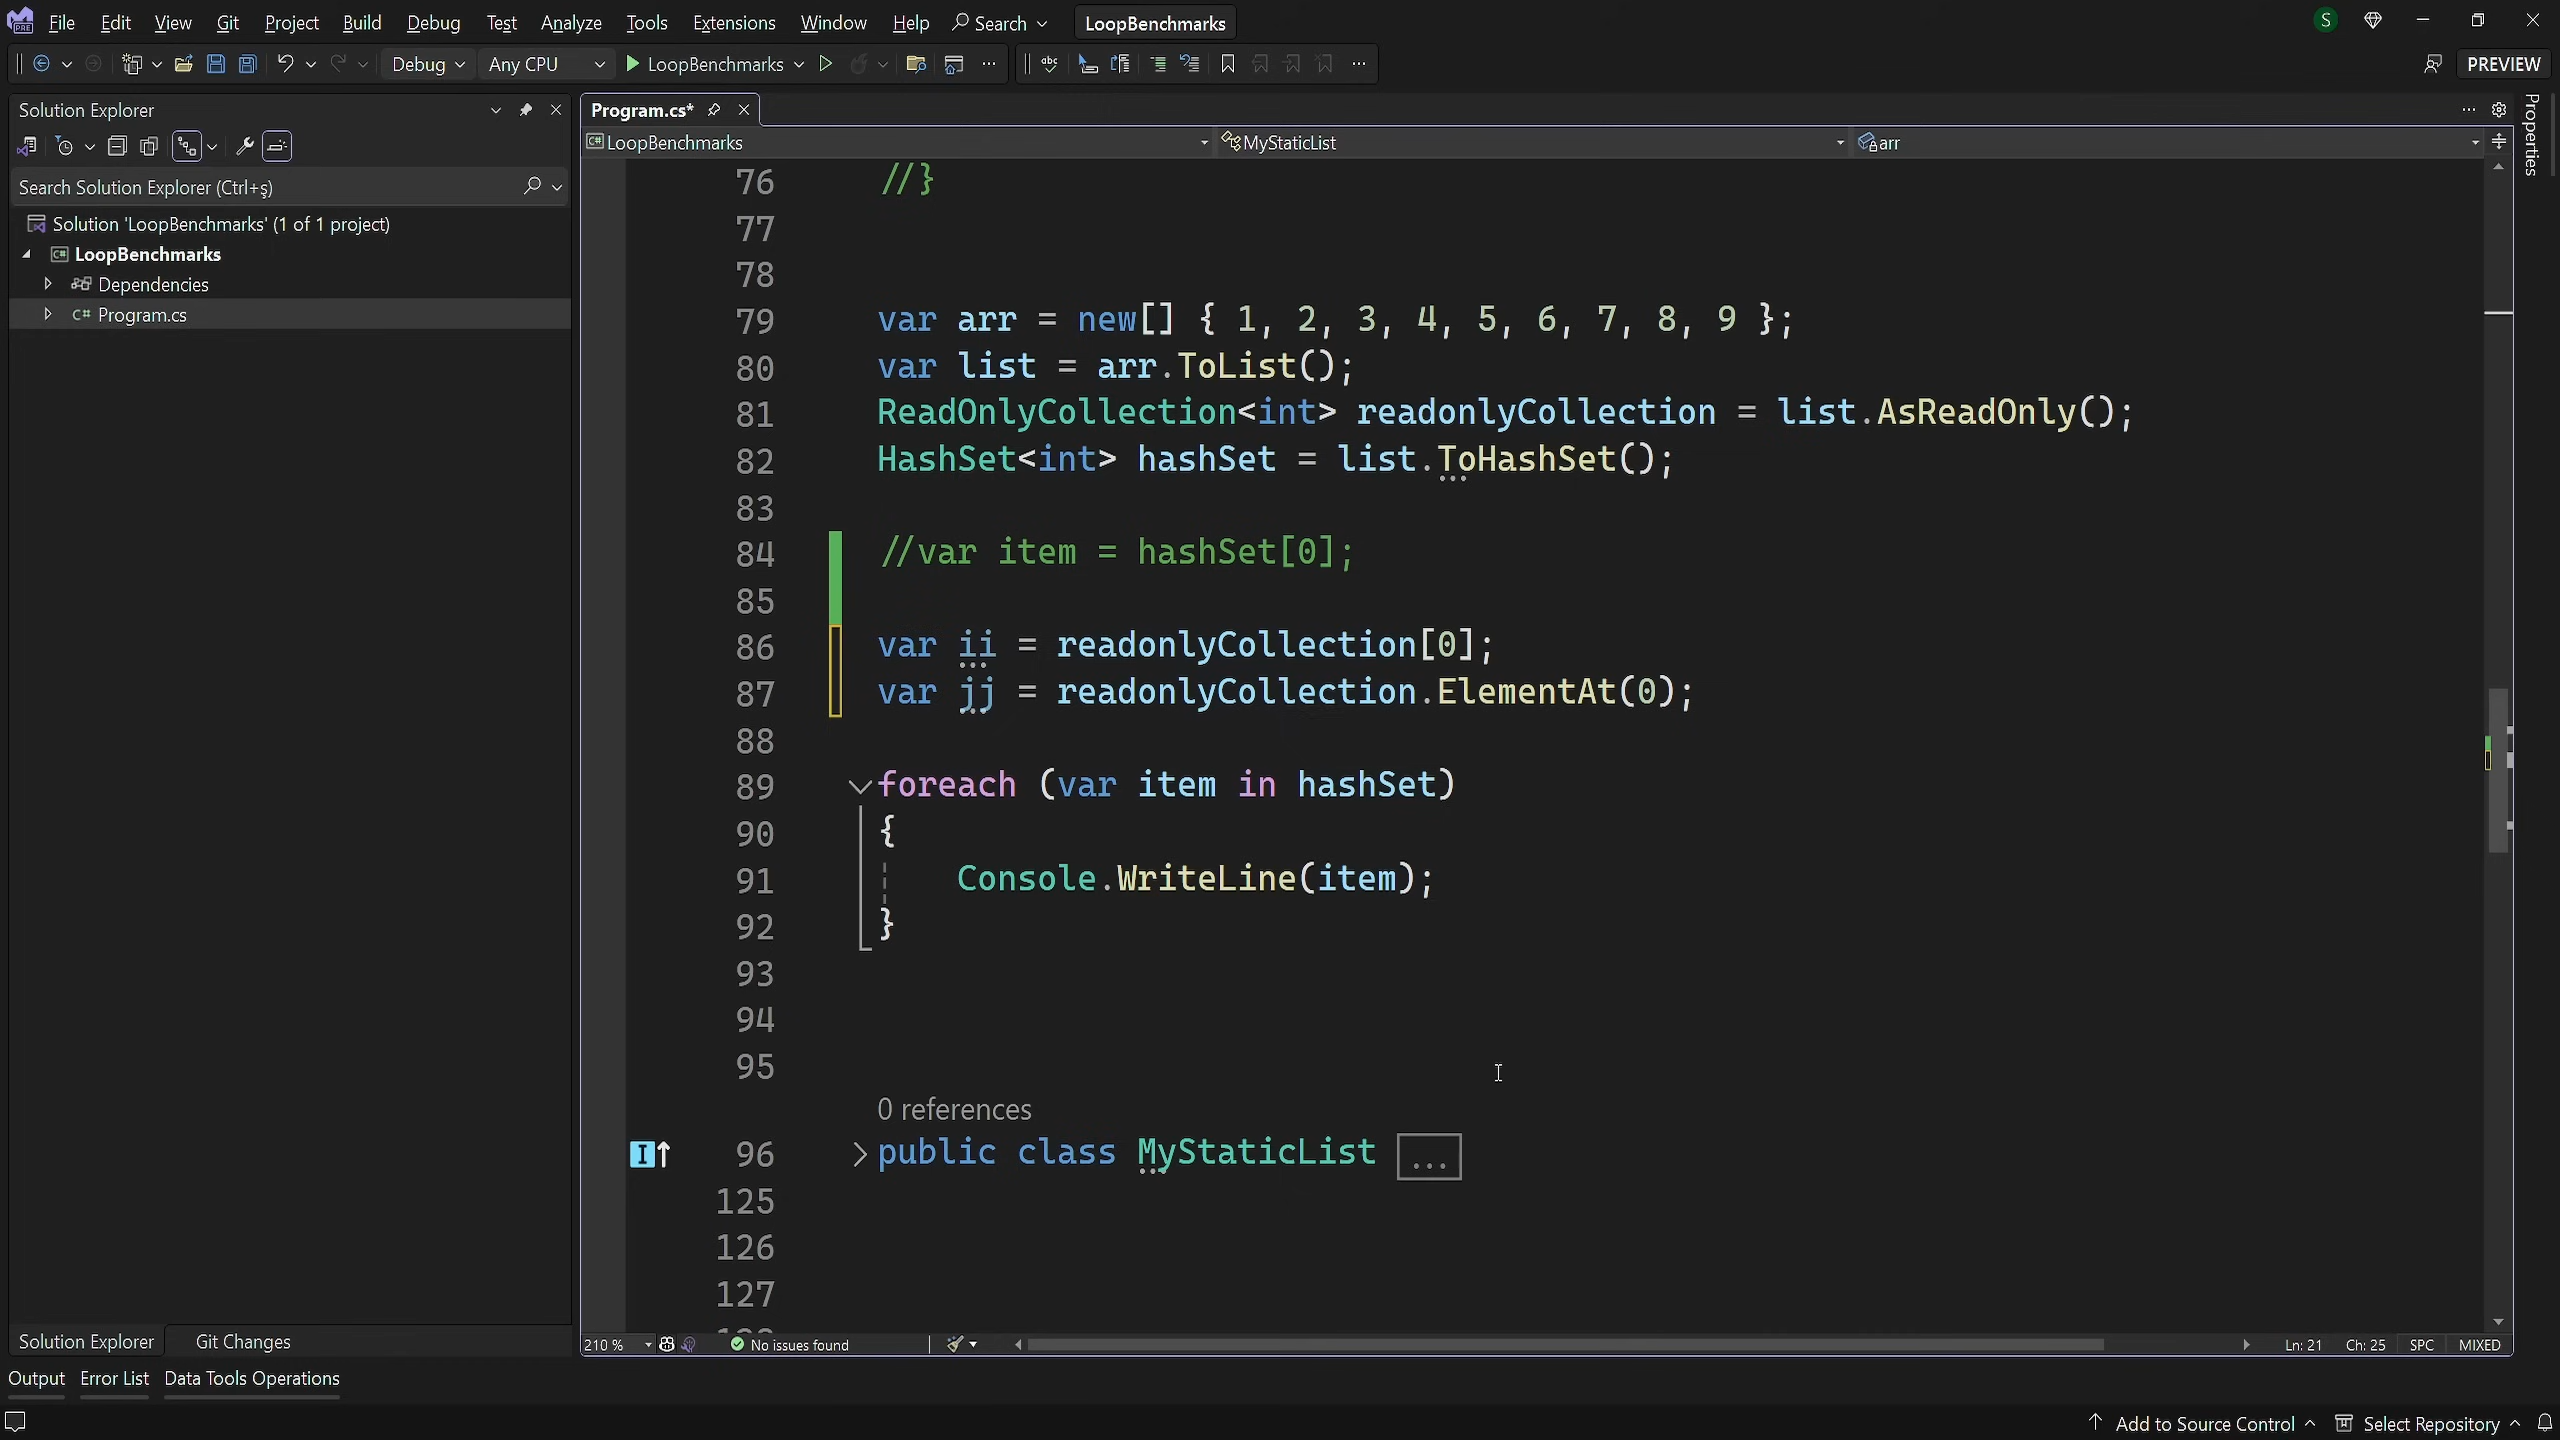 File Edit View Git Project Build Debug Test Analyze Tools Extensions Window Help Search LoopBenchmarks S
Debug Any CPU LoopBenchmarks PREVIEW
Solution Explorer
Search Solution Explorer (Ctrl+ş)
Solution 'LoopBenchmarks' (1 of 1 project)
LoopBenchmarks
Dependencies
C# Program.cs
Program.cs*
LoopBenchmarks MyStaticList arr
Properties
76 //}
77
78
79 var arr = new[] { 1, 2, 3, 4, 5, 6, 7, 8, 9 };
80 var list = arr.ToList();
81 ReadOnlyCollection<int> readonlyCollection = list.AsReadOnly();
82 HashSet<int> hashSet = list.ToHashSet();
83
84 //var item = hashSet[0];
85
86 var ii = readonlyCollection[0];
87 var jj = readonlyCollection.ElementAt(0);
88
89 foreach (var item in hashSet)
90 {
91 Console.WriteLine(item);
92 }
93
94
95
0 references
96 public class MyStaticList ...
125
126
127
210 % No issues found Ln: 21 Ch: 25 SPC MIXED
Solution Explorer Git Changes
Output Error List Data Tools Operations
Add to Source Control Select Repository